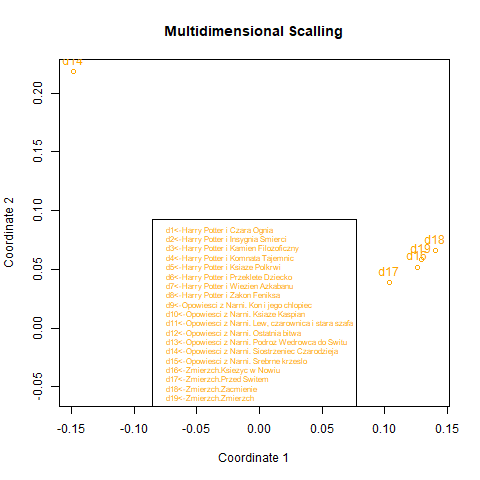 Multidimensional Scalling
d14
d18
d19
d16
d17
Coordinate 2
0.20
0.15
0.10
0.05
0.00
-0.05
d1<-Harry Potter i Czara Ognia
d2<-Harry Potter i Insygnia Smierci
d3<-Harry Potter i Kamien Filozoficzny
d4<-Harry Potter i Komnata Tajemnic
d5<-Harry Potter i Ksiaze Polkrwi
d6<-Harry Potter i Przeklete Dziecko
d7<-Harry Potter i Wiezien Azkabanu
d8<-Harry Potter i Zakon Feniksa
d9<-Opowiesci z Narni. Kon i jego chlopiec
d10<-Opowiesci z Narni. Ksiaze Kaspian
d11<-Opowiesci z Narni. Lew, czarownica i stara szafa
d12<-Opowiesci z Narni. Ostatnia bitwa
d13<-Opowiesci z Narni. Podroz Wedrowca do Switu
d14<-Opowiesci z Narni. Siostrzeniec Czarodzieja
d15<-Opowiesci z Narni. Srebrne krzeslo
d16<-Zmierzch.Ksiezyc w Nowiu
d17<-Zmierzch.Przed Switem
d18<-Zmierzch.Zacmienie
d19<-Zmierzch.Zmierzch
-0.15 -0.10 -0.05 0.00 0.05 0.10 0.15
Coordinate 1